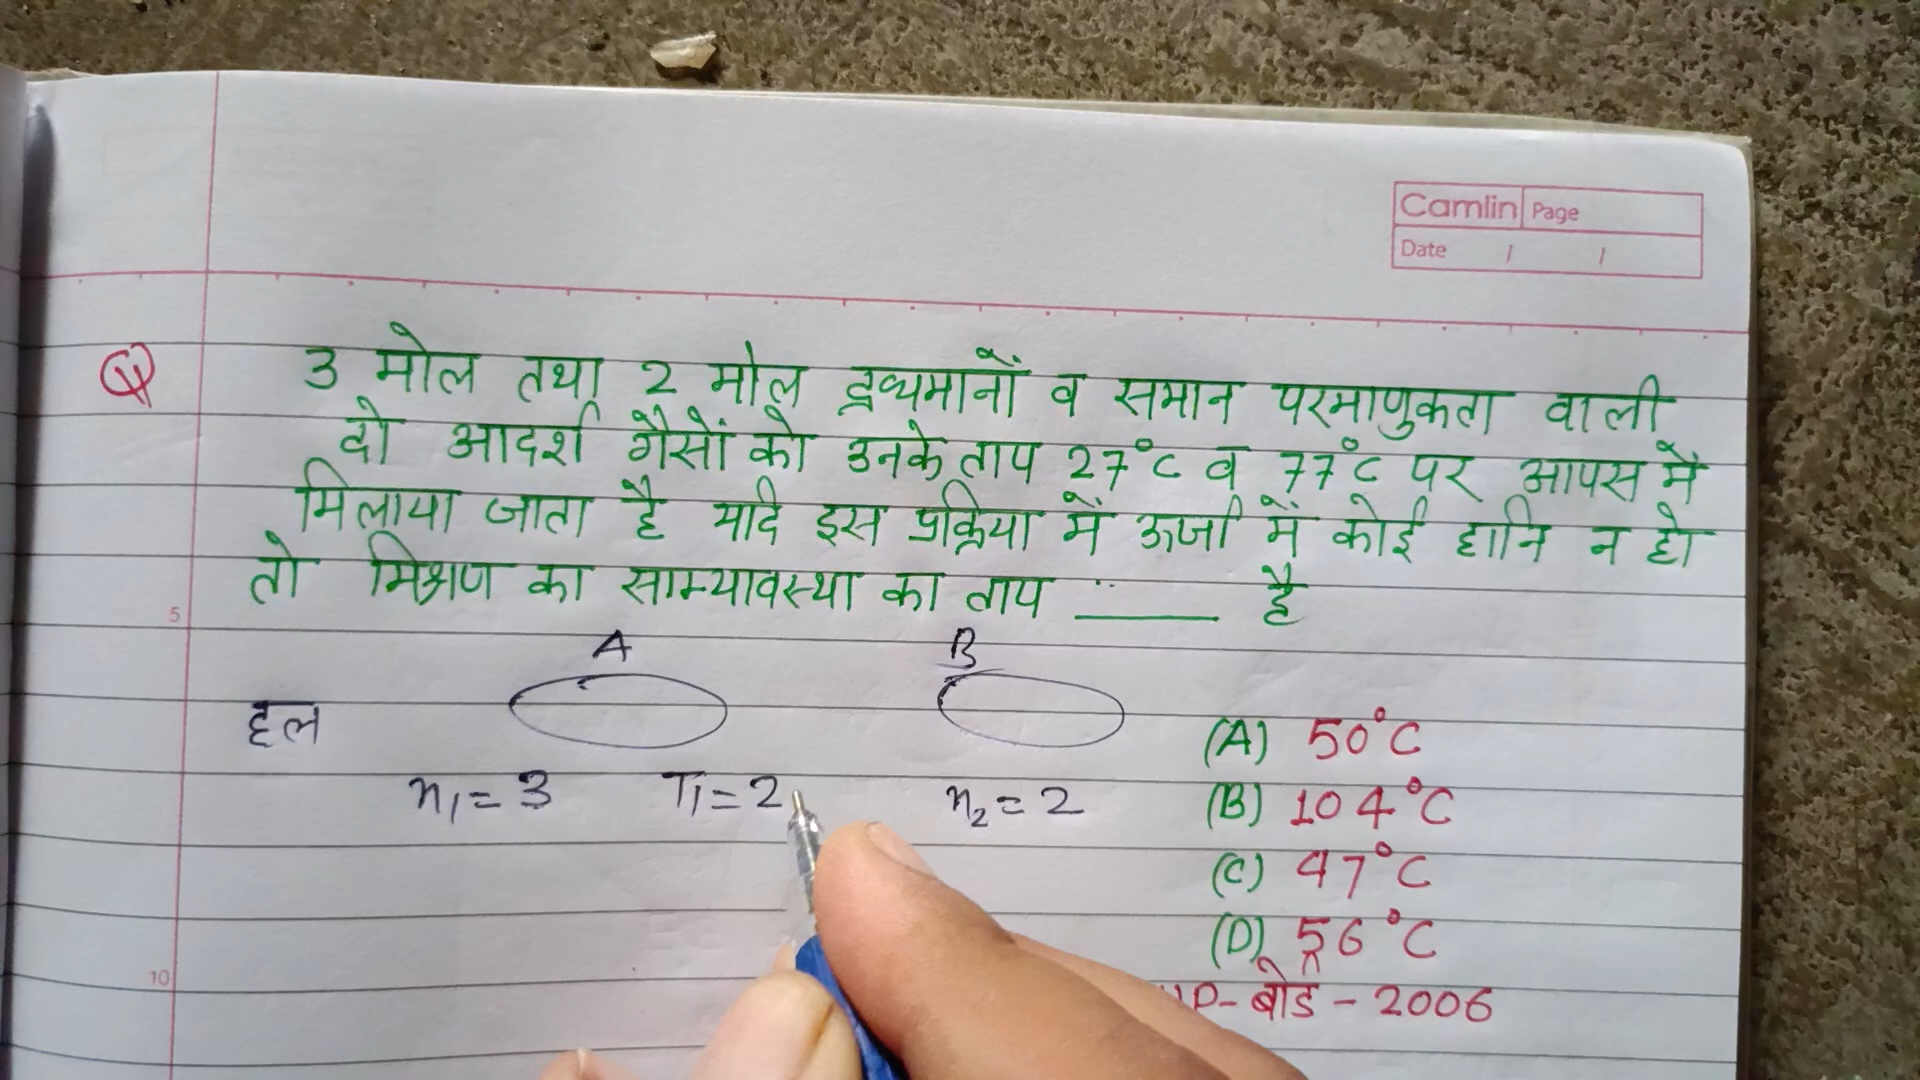 Camlin Page
Date / /
Q 3 मोल तथा 2 मोल द्रव्यमानों व समान परमाणुकता वाली
दो आदर्श गैसों को उनके ताप 27°C व 77°C पर आपस में
मिलाया जाता है यदि इस प्रक्रिया में ऊर्जा में कोई हानि न हो
तो मिश्रण का साम्यावस्था का ताप ____ है
5
A B
हल
(A) 50°C
n₁ = 3 T₁ = 2 n₂ = 2
(B) 104°C
(C) 47°C
(D) 56°C
10
UP- बोर्ड - 2006